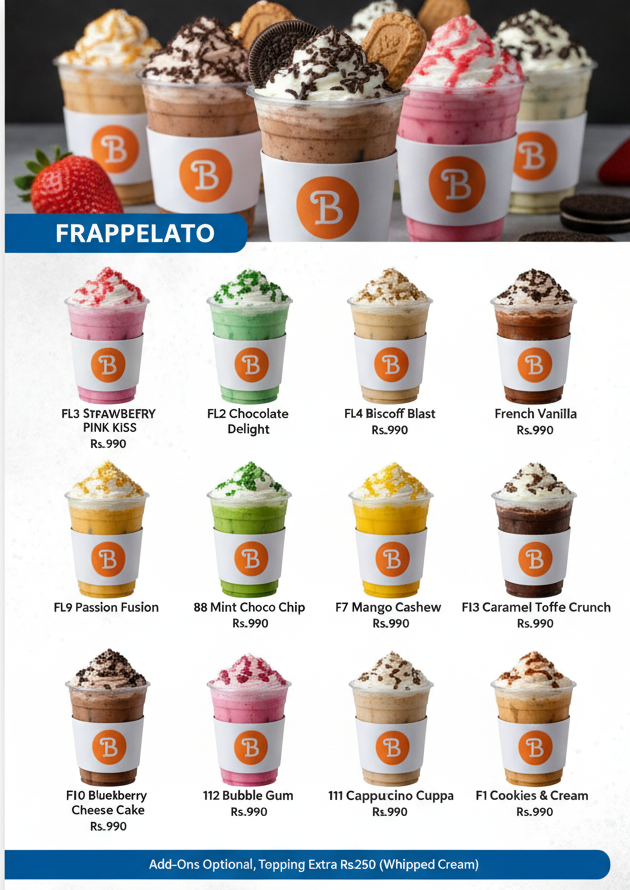 B
B
B
B
B
FRAPPELATO
B
B
B
B
FL3 STrAWBEFRY
PINK KiSS
Rs.990
FL2 Chocolate
Delight
FL4 Biscoff Blast
Rs.990
French Vanilla
Rs.990
B
B
B
B
FL9 Passion Fusion
88 Mint Choco Chip
Rs.990
F7 Mango Cashew
Rs.990
F13 Caramel Toffe Crunch
Rs.990
B
B
B
B
F10 Bluekberry
Cheese Cake
Rs.990
112 Bubble Gum
Rs.990
111 Cappucino Cuppa
Rs.990
F1 Cookies & Cream
Rs.990
Add-Ons Optional, Topping Extra Rs250 (Whipped Cream)